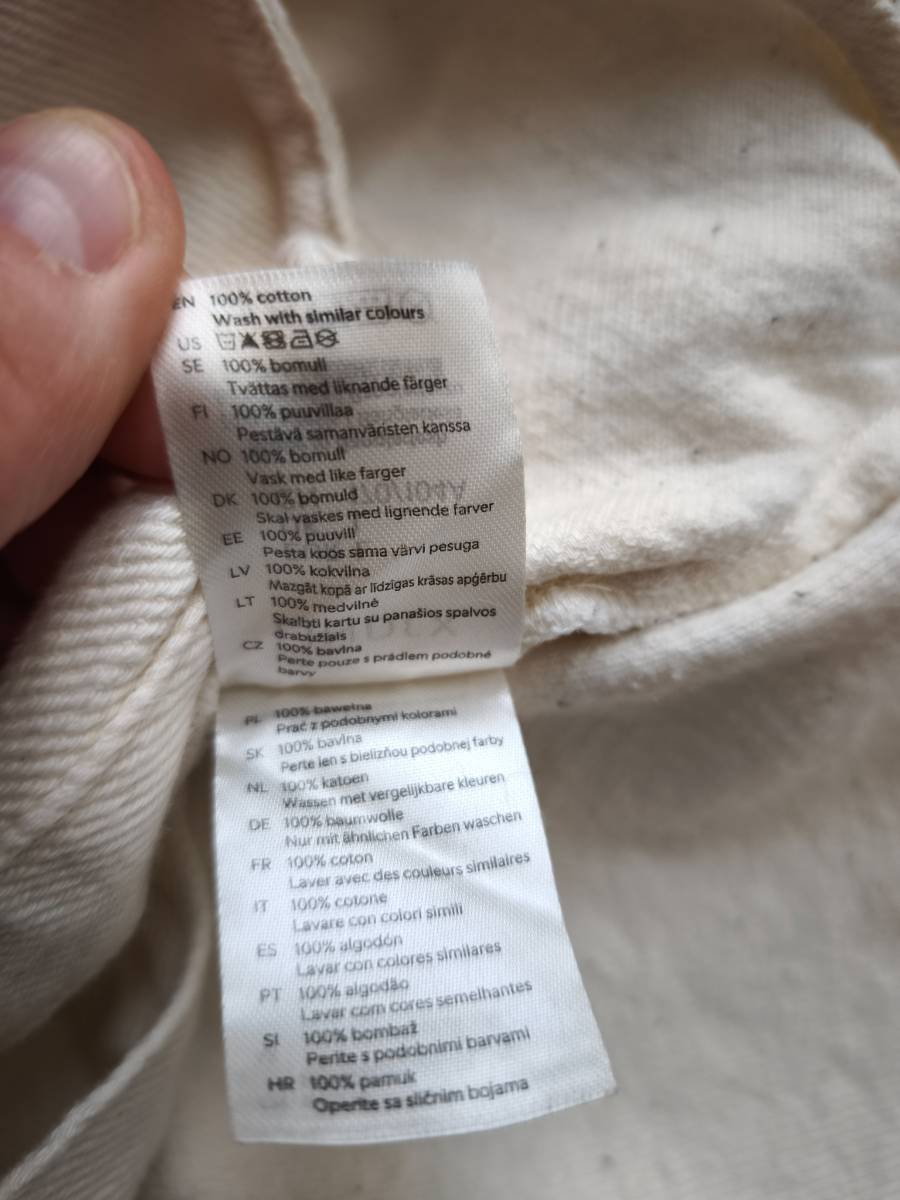 EN 100% cotton
Wash with similar colours
US
SE 100% bomull
Tvättas med liknande färger
FI 100% puuvillaa
Pestävä samanväristen kanssa
NO 100% bomull
Vask med like farger
DK 100% bomuld
Skal vaskes med lignende farver
EE 100% puuvill
Pesta koos sama värvi pesuga
LV 100% kokvilna
Mazgāt kopā ar līdzīgas krāsas apģērbu
LT 100% medvilnė
Skalbti kartu su panašios spalvos
drabužiais
CZ 100% bavlna
Perte pouze s prádlem podobné
barvy
PL 100% bawełna
Prać z podobnymi kolorami
SK 100% bavlna
Perte len s bielizňou podobnej farby
NL 100% katoen
Wassen met vergelijkbare kleuren
DE 100% baumwolle
Nur mit ähnlichen Farben waschen
FR 100% coton
Laver avec des couleurs similaires
IT 100% cotone
Lavare con colori simili
ES 100% algodón
Lavar con colores similares
PT 100% algodão
Lavar com cores semelhantes
SI 100% bombaž
Perite s podobnimi barvami
HR 100% pamuk
Operite sa sličnim bojama